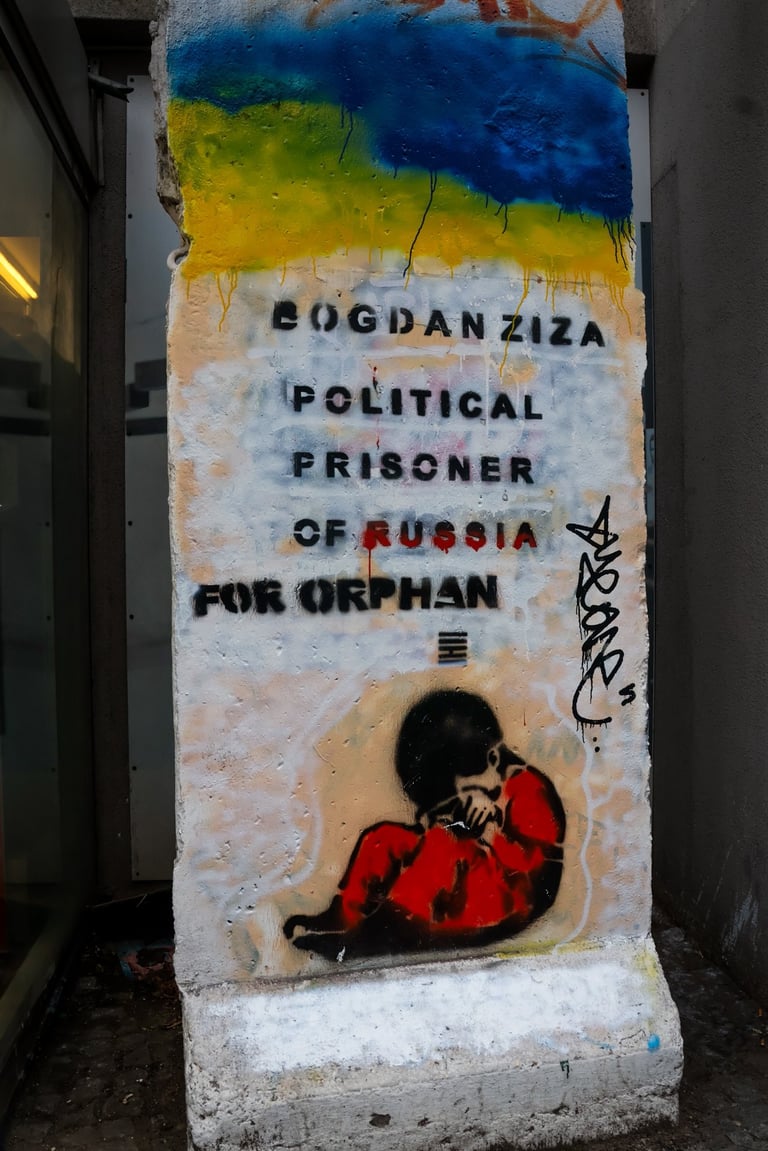 BOGDAN ZIZA
POLITICAL
PRISONER
OF RUSSIA
FOR ORPHAN